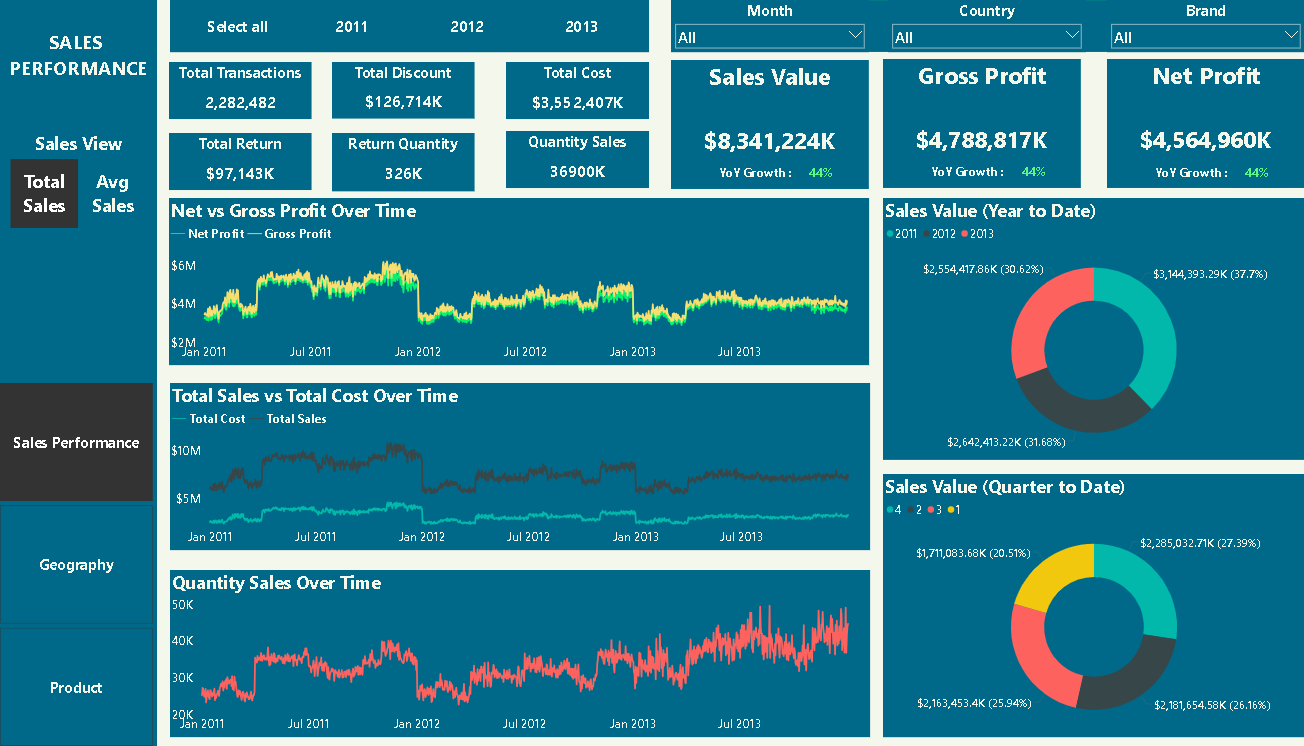 SALES
PERFORMANCE
Sales View
Total
Sales
Avg
Sales
Sales Performance
Geography
Product
Select all
2011
2012
2013
Month
All
Country
All
Brand
All
Total Transactions
2,282,482
Total Discount
$126,714K
Total Cost
$3,552,407K
Total Return
$97,143K
Return Quantity
326K
Quantity Sales
36900K
Sales Value
$8,341,224K
YoY Growth : 44%
Gross Profit
$4,788,817K
YoY Growth : 44%
Net Profit
$4,564,960K
YoY Growth : 44%
Net vs Gross Profit Over Time
Net Profit Gross Profit
$6M
$4M
$2M
Jan 2011 Jul 2011 Jan 2012 Jul 2012 Jan 2013 Jul 2013
Total Sales vs Total Cost Over Time
Total Cost Total Sales
$10M
$5M
Jan 2011 Jul 2011 Jan 2012 Jul 2012 Jan 2013 Jul 2013
Quantity Sales Over Time
50K
40K
30K
20K
Jan 2011 Jul 2011 Jan 2012 Jul 2012 Jan 2013 Jul 2013
Sales Value (Year to Date)
2011 2012 2013
$2,554,417.86K (30.62%)
$3,144,393.29K (37.7%)
$2,642,413.22K (31.68%)
Sales Value (Quarter to Date)
4 2 3 1
$1,711,083.68K (20.51%)
$2,285,032.71K (27.39%)
$2,163,453.4K (25.94%)
$2,181,654.58K (26.16%)